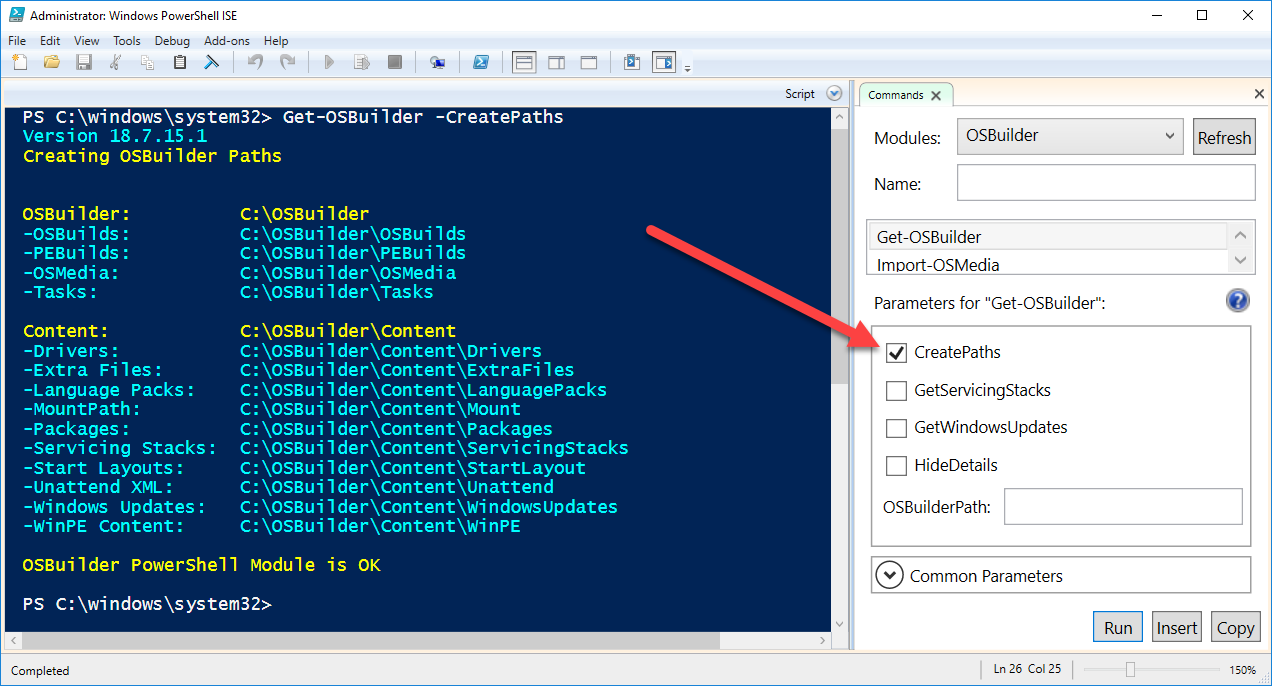 Administrator: Windows PowerShell ISE
File Edit View Tools Debug Add-ons Help
Script
PS C:\windows\system32> Get-OSBuilder -CreatePaths
Version 18.7.15.1
Creating OSBuilder Paths
OSBuilder: C:\OSBuilder
-OSBuilds: C:\OSBuilder\OSBuilds
-PEBuilds: C:\OSBuilder\PEBuilds
-OSMedia: C:\OSBuilder\OSMedia
-Tasks: C:\OSBuilder\Tasks
Content: C:\OSBuilder\Content
-Drivers: C:\OSBuilder\Content\Drivers
-Extra Files: C:\OSBuilder\Content\ExtraFiles
-Language Packs: C:\OSBuilder\Content\LanguagePacks
-MountPath: C:\OSBuilder\Content\Mount
-Packages: C:\OSBuilder\Content\Packages
-Servicing Stacks: C:\OSBuilder\Content\ServicingStacks
-Start Layouts: C:\OSBuilder\Content\StartLayout
-Unattend XML: C:\OSBuilder\Content\Unattend
-Windows Updates: C:\OSBuilder\Content\WindowsUpdates
-WinPE Content: C:\OSBuilder\Content\WinPE
OSBuilder PowerShell Module is OK
PS C:\windows\system32>
Commands
Modules: OSBuilder Refresh
Name:
Get-OSBuilder
Import-OSMedia
Parameters for "Get-OSBuilder": ?
CreatePaths
GetServicingStacks
GetWindowsUpdates
HideDetails
OSBuilderPath:
Common Parameters
Run Insert Copy
Completed Ln 26 Col 25 150%